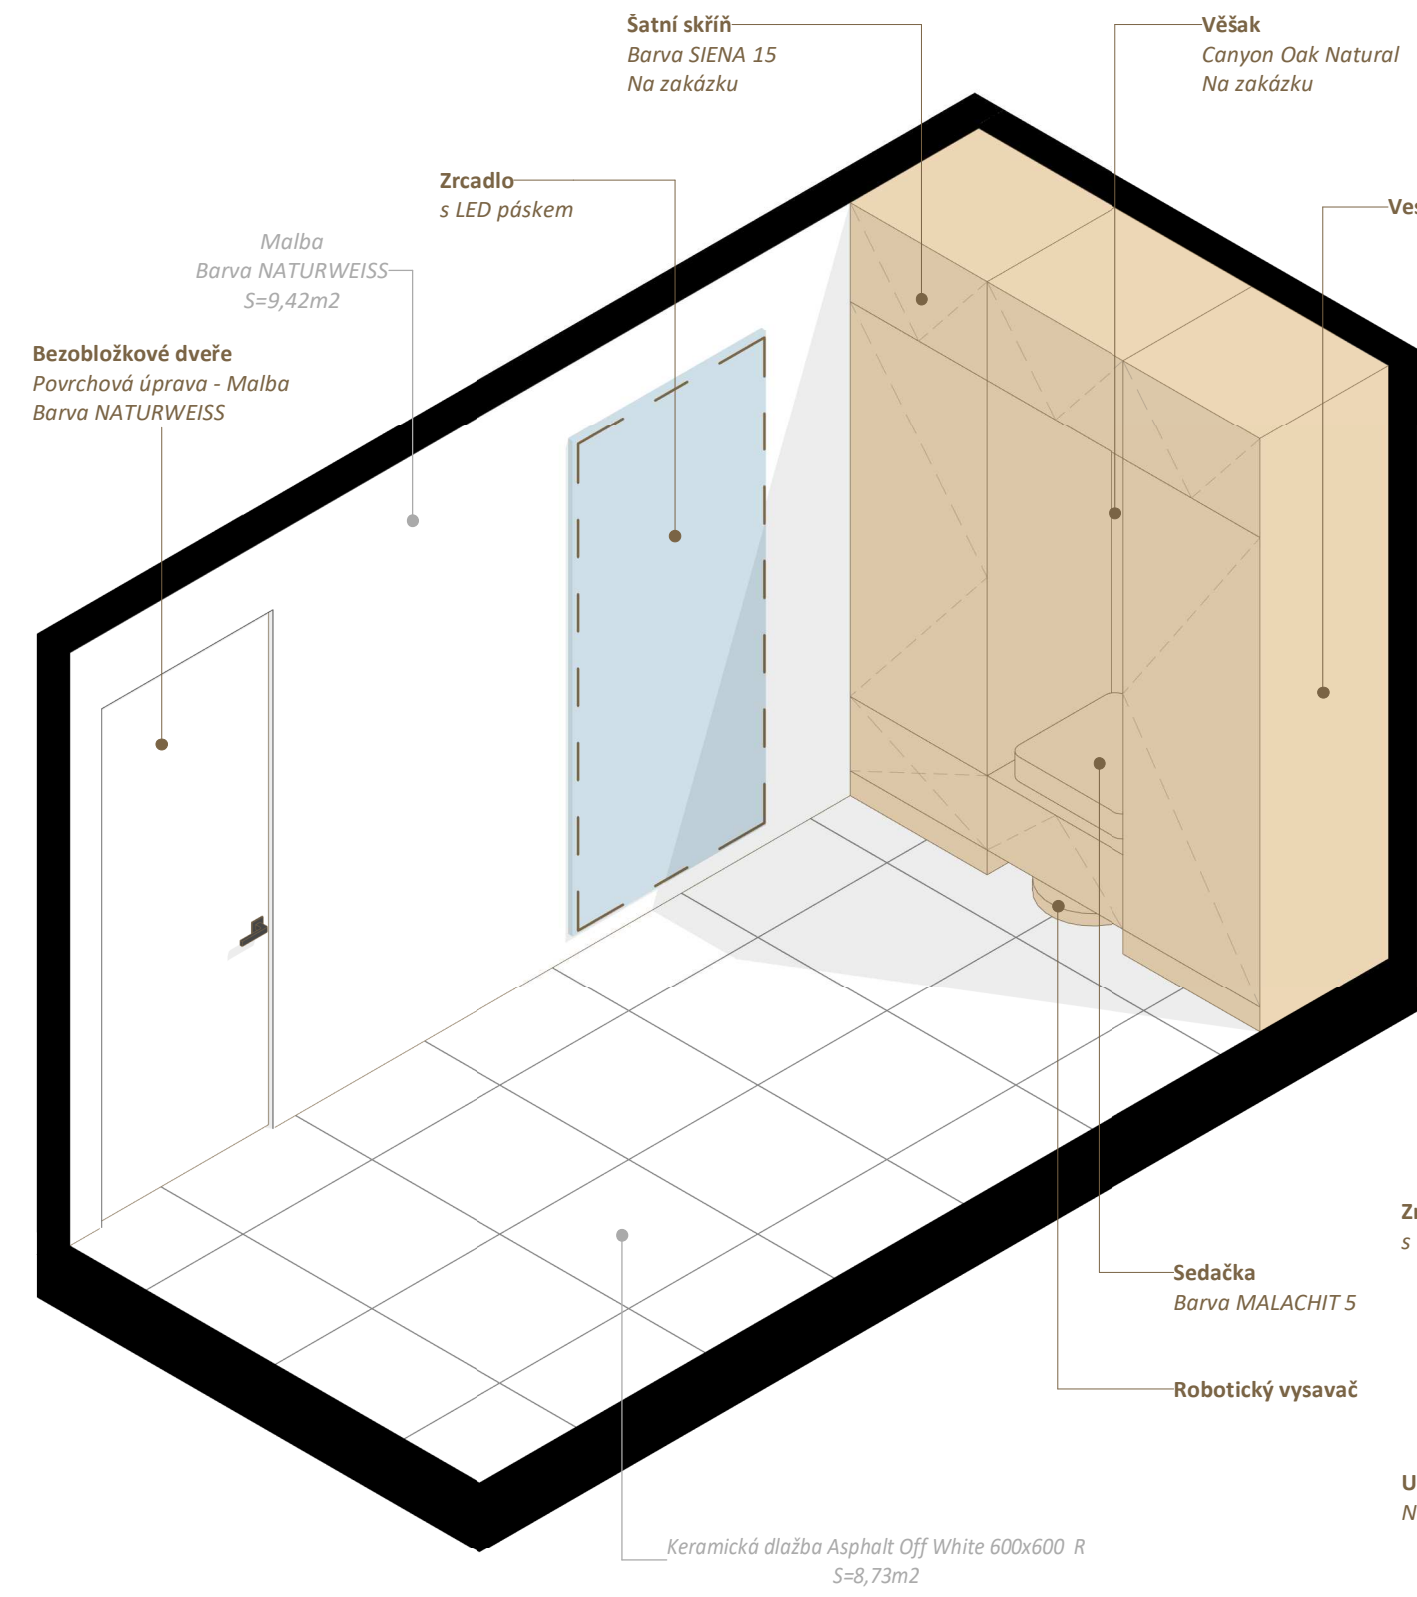 Šatní skříň
Barva SIENA 15
Na zakázku
Věšak
Canyon Oak Natural
Na zakázku
Zrcadlo
s LED páskem
Malba
Barva NATURWEISS
S=9,42m2
Bezobložkové dveře
Povrchová úprava - Malba
Barva NATURWEISS
Sedačka
Barva MALACHIT 5
Robotický vysavač
Keramická dlažba Asphalt Off White 600x600 R
S=8,73m2